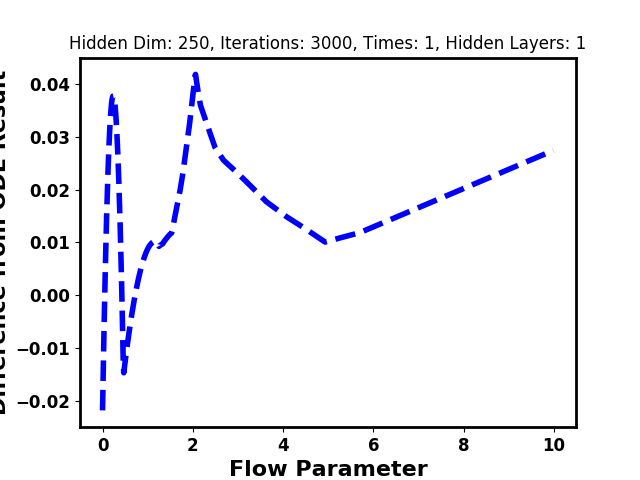 Hidden Dim: 250, Iterations: 3000, Times: 1, Hidden Layers: 1
Difference from ODE Result
0.04
0.03
0.02
0.01
0.00
−0.01
−0.02
0 2 4 6 8 10
Flow Parameter